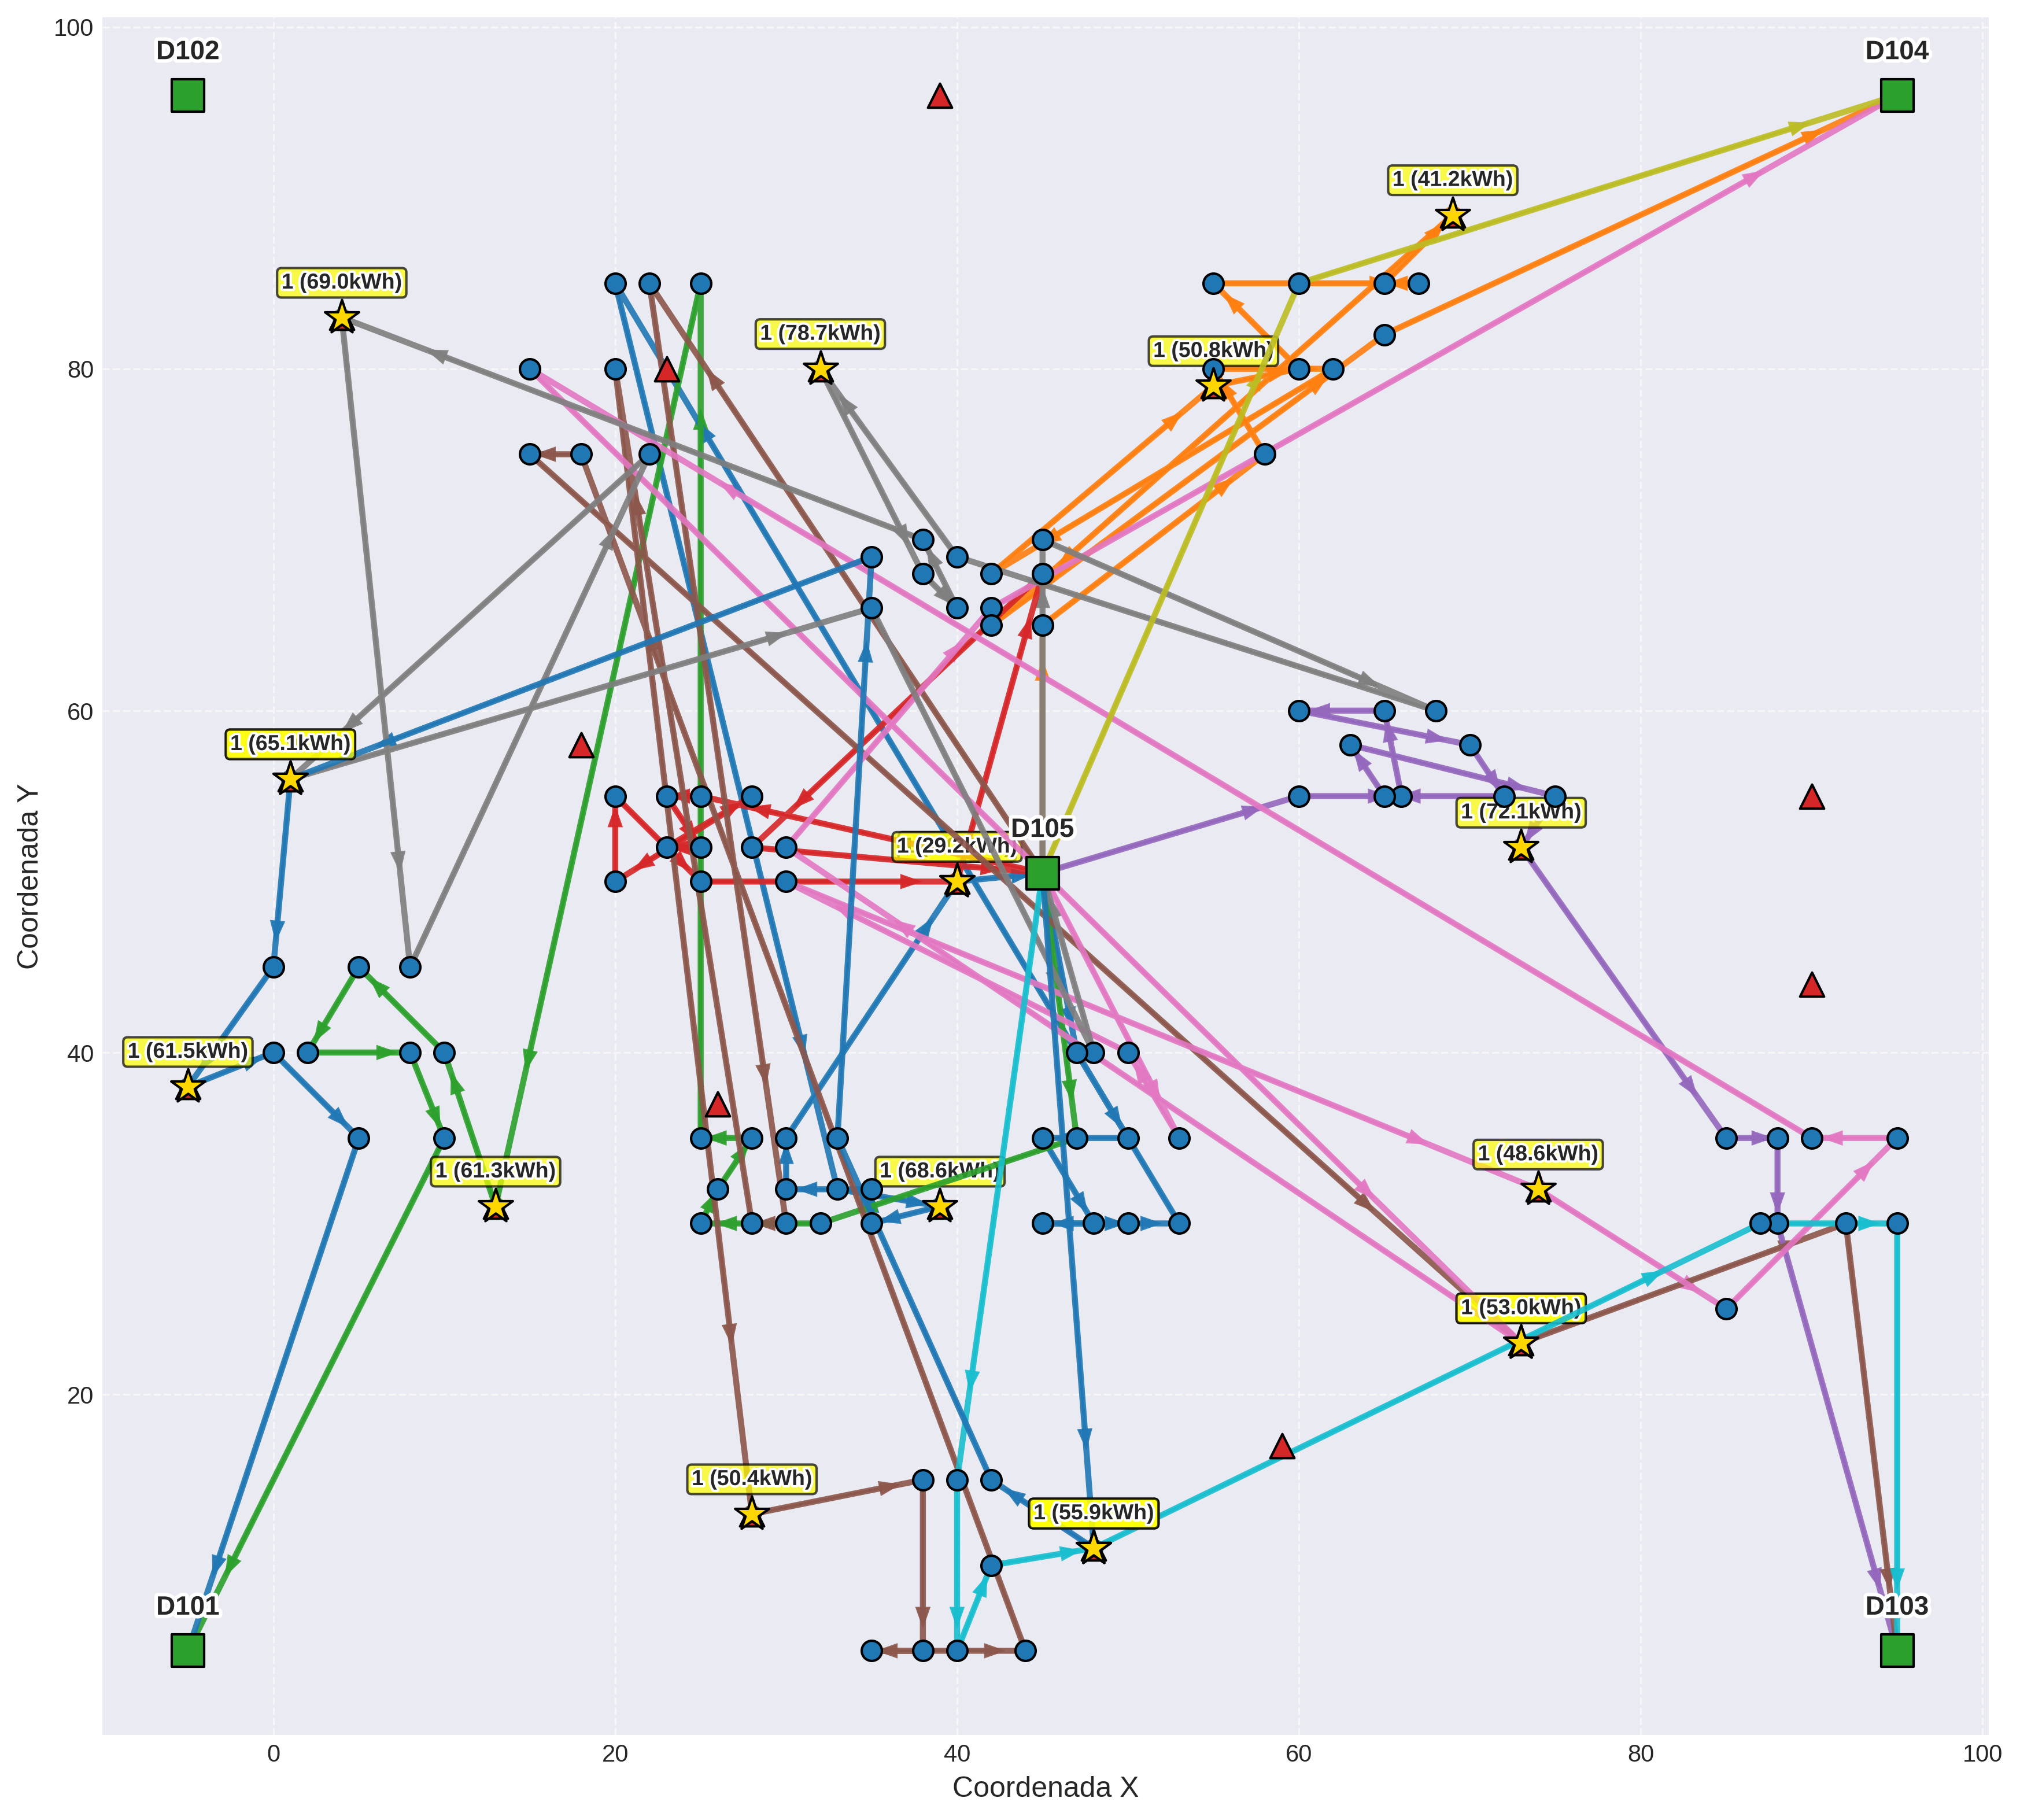 100
D102
D104
1 (41.2kWh)
1 (69.0kWh)
1 (78.7kWh)
1 (50.8kWh)
80
60
1 (65.1kWh)
1 (72.1kWh)
D105
1 (29.2kWh)
Coordenada Y
40
1 (61.5kWh)
1 (61.3kWh)
1 (68.6kWh)
1 (48.6kWh)
1 (53.0kWh)
20
1 (50.4kWh)
1 (55.9kWh)
D101
D103
0
20
40
60
80
100
Coordenada X